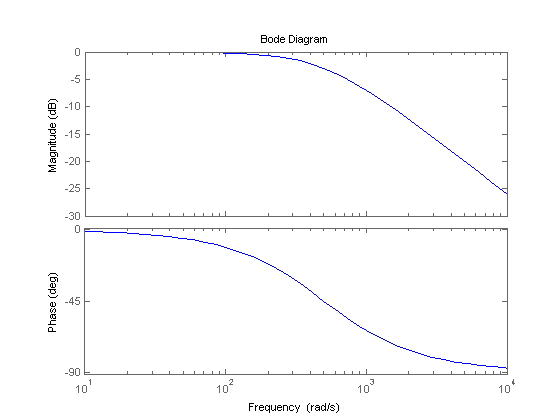 Bode Diagram
0
-5
-10
-15
-20
-25
-30
Magnitude (dB)
0
-45
-90
Phase (deg)
10^1 10^2 10^3 10^4
Frequency (rad/s)